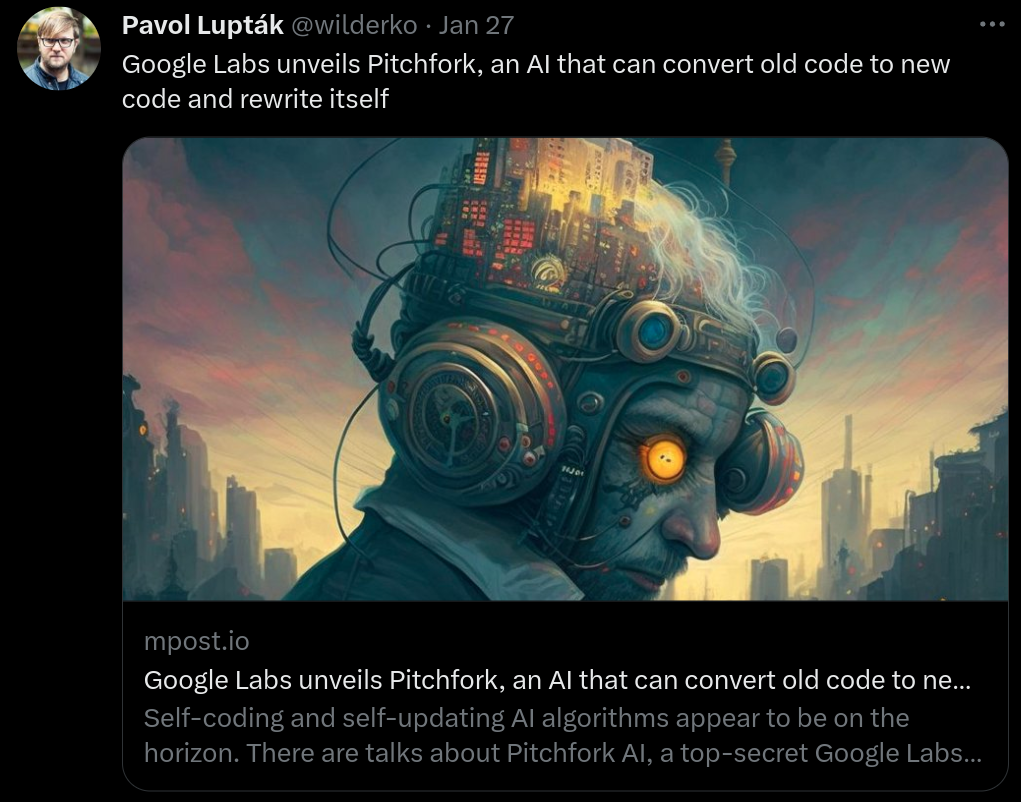 Pavol Lupták @wilderko · Jan 27
Google Labs unveils Pitchfork, an AI that can convert old code to new
code and rewrite itself
mpost.io
Google Labs unveils Pitchfork, an AI that can convert old code to ne...
Self-coding and self-updating AI algorithms appear to be on the
horizon. There are talks about Pitchfork AI, a top-secret Google Labs...